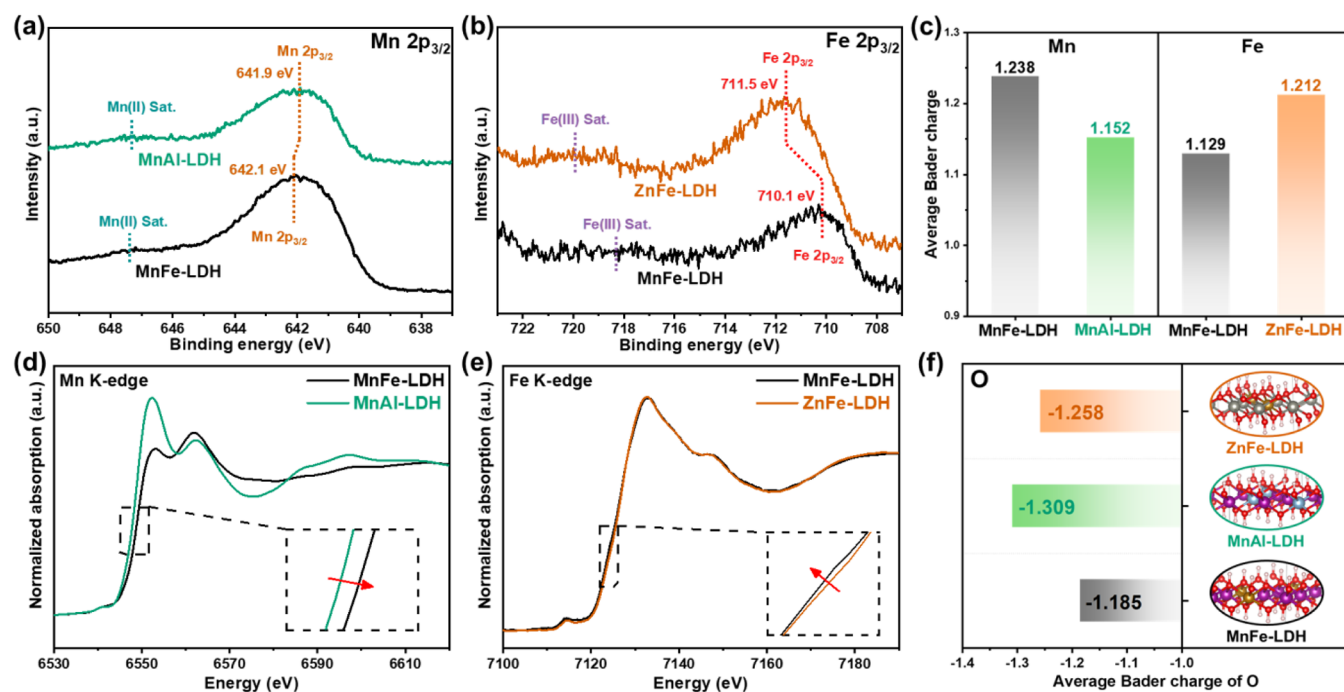 (a)
Mn 2p3/2
Mn 2p3/2
641.9 eV
Mn(II) Sat.
MnAl-LDH
642.1 eV
Mn(II) Sat.
Mn 2p3/2
MnFe-LDH
Intensity (a.u.)
650 648 646 644 642 640 638
Binding energy (eV)
(b)
Fe 2p3/2
Fe 2p3/2
711.5 eV
Fe(III) Sat.
ZnFe-LDH
710.1 eV
Fe(III) Sat.
Fe 2p3/2
MnFe-LDH
Intensity (a.u.)
723 720 717 714 711 708
Binding energy (eV)
(c)
Mn Fe
1.238
1.152
1.129
1.212
Average Bader charge
1.3
1.2
1.1
1.0
0.9
MnFe-LDH MnAl-LDH MnFe-LDH ZnFe-LDH
(d)
Mn K-edge
MnFe-LDH
MnAl-LDH
Normalized absorption (a.u.)
6530 6550 6570 6590 6610
Energy (eV)
(e)
Fe K-edge
MnFe-LDH
ZnFe-LDH
Normalized absorption (a.u.)
7100 7120 7140 7160 7180
Energy (eV)
(f)
O
-1.258
ZnFe-LDH
-1.309
MnAl-LDH
-1.185
MnFe-LDH
-1.4 -1.3 -1.2 -1.1 -1.0
Average Bader charge of O